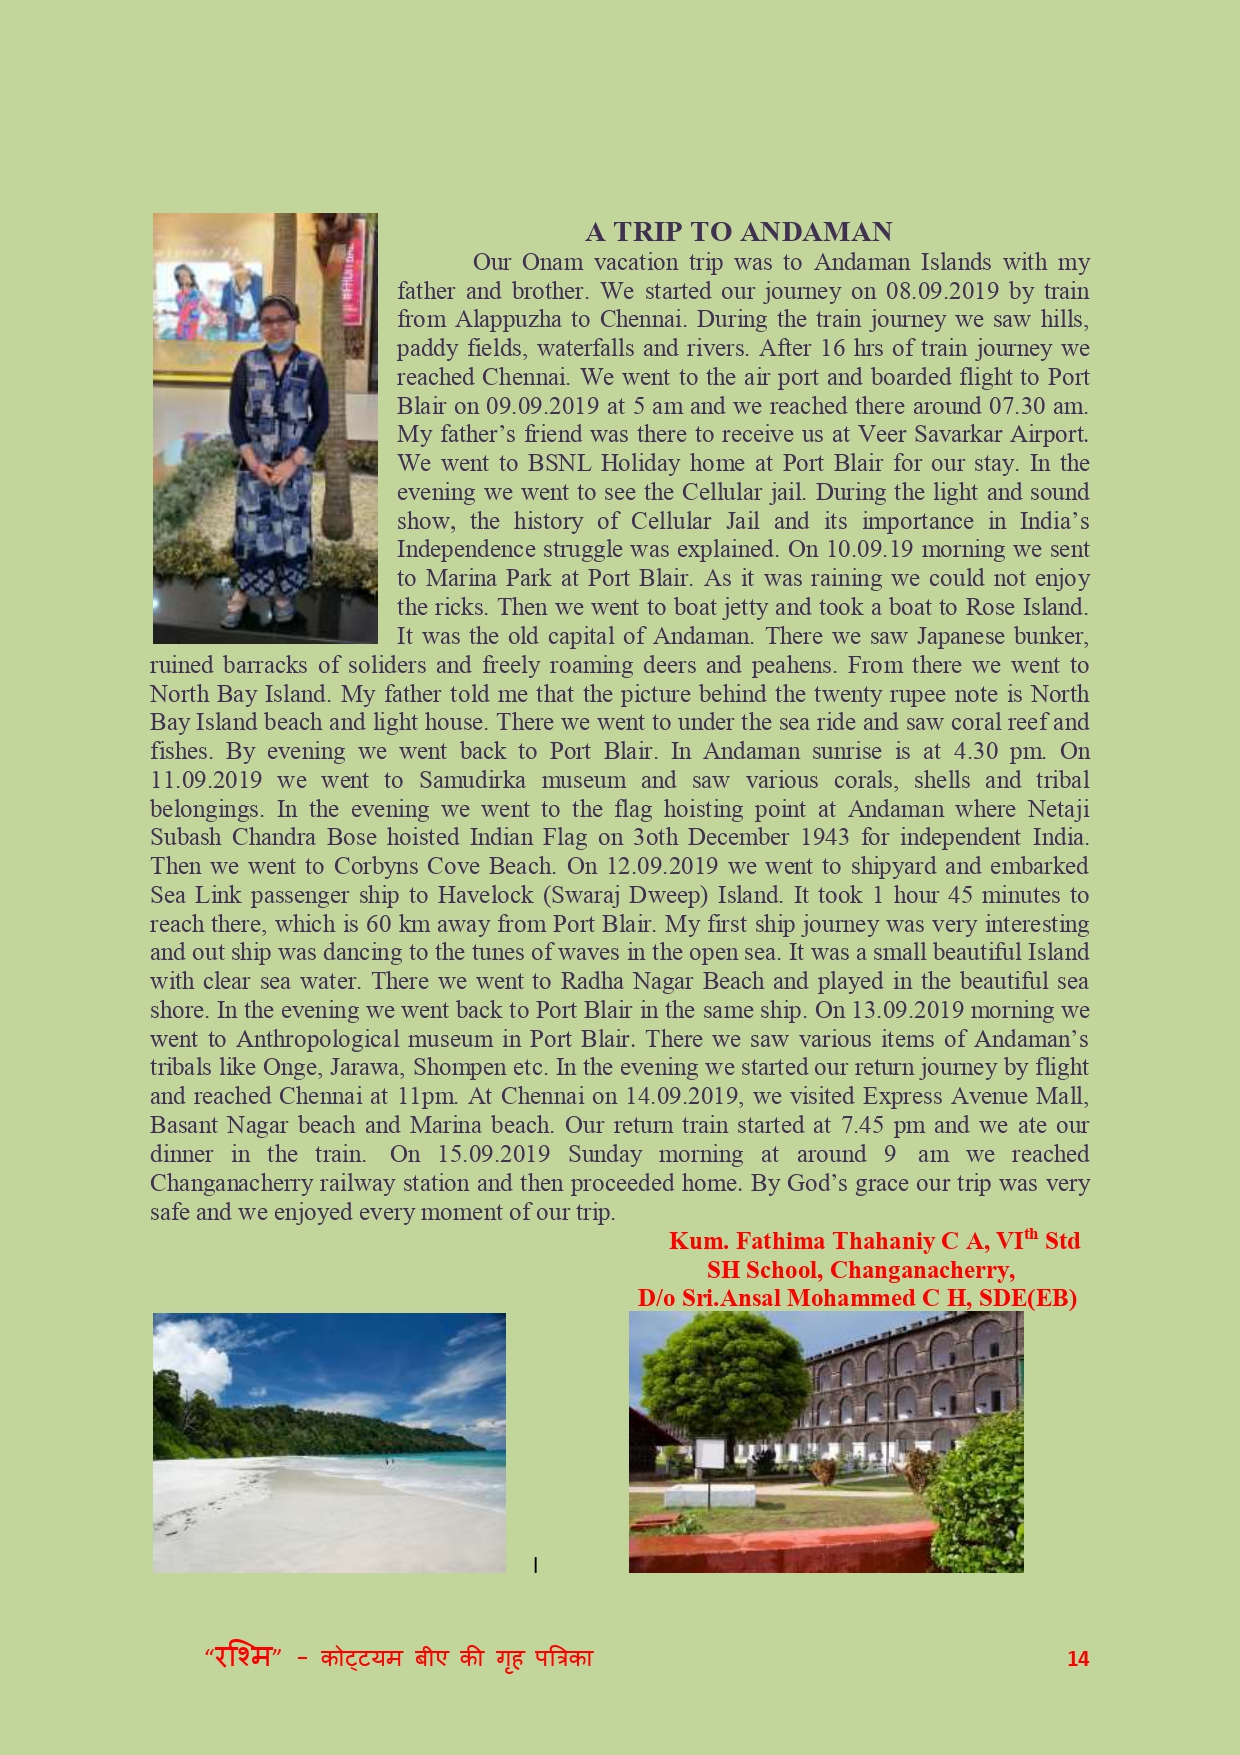 A TRIP TO ANDAMAN
Our Onam vacation trip was to Andaman Islands with my
father and brother. We started our journey on 08.09.2019 by train
from Alappuzha to Chennai. During the train journey we saw hills,
paddy fields, waterfalls and rivers. After 16 hrs of train journey we
reached Chennai. We went to the air port and boarded flight to Port
Blair on 09.09.2019 at 5 am and we reached there around 07.30 am.
My father’s friend was there to receive us at Veer Savarkar Airport.
We went to BSNL Holiday home at Port Blair for our stay. In the
evening we went to see the Cellular jail. During the light and sound
show, the history of Cellular Jail and its importance in India’s
Independence struggle was explained. On 10.09.19 morning we sent
to Marina Park at Port Blair. As it was raining we could not enjoy
the ricks. Then we went to boat jetty and took a boat to Rose Island.
It was the old capital of Andaman. There we saw Japanese bunker,
ruined barracks of soliders and freely roaming deers and peahens. From there we went to
North Bay Island. My father told me that the picture behind the twenty rupee note is North
Bay Island beach and light house. There we went to under the sea ride and saw coral reef and
fishes. By evening we went back to Port Blair. In Andaman sunrise is at 4.30 pm. On
11.09.2019 we went to Samudirka museum and saw various corals, shells and tribal
belongings. In the evening we went to the flag hoisting point at Andaman where Netaji
Subash Chandra Bose hoisted Indian Flag on 3oth December 1943 for independent India.
Then we went to Corbyns Cove Beach. On 12.09.2019 we went to shipyard and embarked
Sea Link passenger ship to Havelock (Swaraj Dweep) Island. It took 1 hour 45 minutes to
reach there, which is 60 km away from Port Blair. My first ship journey was very interesting
and out ship was dancing to the tunes of waves in the open sea. It was a small beautiful Island
with clear sea water. There we went to Radha Nagar Beach and played in the beautiful sea
shore. In the evening we went back to Port Blair in the same ship. On 13.09.2019 morning we
went to Anthropological museum in Port Blair. There we saw various items of Andaman’s
tribals like Onge, Jarawa, Shompen etc. In the evening we started our return journey by flight
and reached Chennai at 11pm. At Chennai on 14.09.2019, we visited Express Avenue Mall,
Basant Nagar beach and Marina beach. Our return train started at 7.45 pm and we ate our
dinner in the train. On 15.09.2019 Sunday morning at around 9 am we reached
Changanacherry railway station and then proceeded home. By God’s grace our trip was very
safe and we enjoyed every moment of our trip.
Kum. Fathima Thahaniy C A, VIth Std
SH School, Changanacherry,
D/o Sri.Ansal Mohammed C H, SDE(EB)
l
“रश्मि” – कोट्टयम बीए की गृह पत्रिका 14